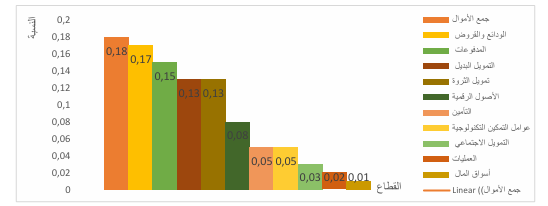 النسبة
0,2
0,18
0,16
0,14
0,12
0,1
0,08
0,06
0,04
0,02
0
0,18
0,17
0,15
0,13
0,13
0,08
0,05
0,05
0,03
0,02
0,01
القطاع
جمع الأموال
الودائع والقروض
المدفوعات
التمويل البديل
تمويل الثروة
الأصول الرقمية
التأمين
عوامل التمكين التكنولوجية
التمويل الاجتماعي
العمليات
أسواق المال
Linear ((جمع الأموال